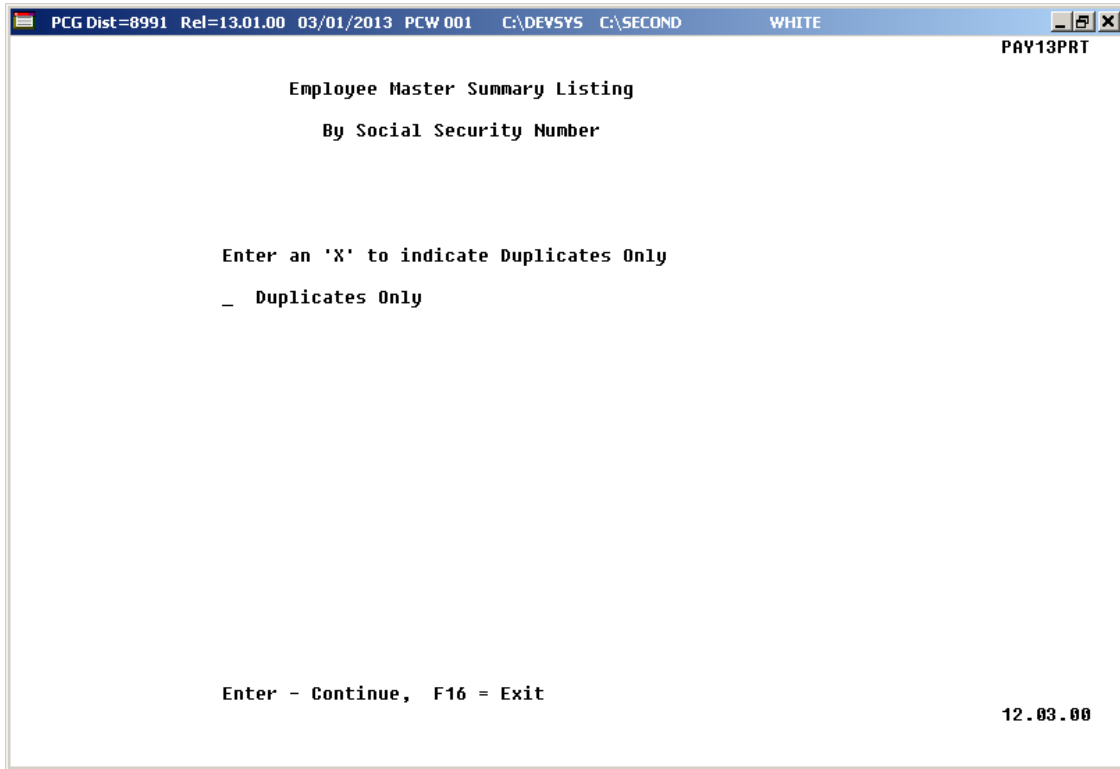 PCG Dist=8991 Rel=13.01.00 03/01/2013 PCW 001 C:\DEVSYS C:\SECOND WHITE
PAY13PRT
Employee Master Summary Listing
By Social Security Number
Enter an 'X' to indicate Duplicates Only
_ Duplicates Only
Enter - Continue, F16 = Exit
12.03.00